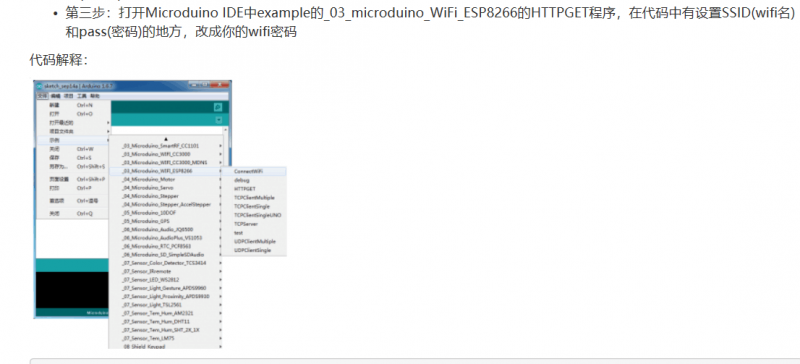 第三步：打开Microduino IDE中example的_03_microduino_WiFi_ESP8266的HTTPGET程序，在代码中有设置SSID(wifi名)
和pass(密码)的地方，改成你的wifi密码
代码解释：
sketch_sep14a | Arduino 1.6.5
文件 编辑 项目 工具 帮助
新建 Ctrl+N
打开 Ctrl+O
打开最近的
项目文件夹
示例
关闭 Ctrl+W
保存 Ctrl+S
另存为... Ctrl+Shift+S
页面设置 Ctrl+Shift+P
打印 Ctrl+P
首选项 Ctrl+逗号
关闭 Ctrl+Q
_03_Microduino_SmartRF_CC1101
_03_Microduino_WIFI_CC3000
_03_Microduino_WIFI_CC3000_MDNS
_03_Microduino_WIFI_ESP8266
_04_Microduino_Motor
_04_Microduino_Servo
_04_Microduino_Stepper
_04_Microduino_Stepper_AccelStepper
_05_Microduino_10DOF
_05_Microduino_GPS
_06_Microduino_Audio_JQ6500
_06_Microduino_AudioPlus_VS1053
_06_Microduino_RTC_PCF8563
_06_Microduino_SD_SimpleSDAudio
_07_Sensor_Color_Detector_TCS3414
_07_Sensor_IRremote
_07_Sensor_LED_WS2812
_07_Sensor_Light_Gesture_APDS9960
_07_Sensor_Light_Proximity_APDS9930
_07_Sensor_Light_TSL2561
_07_Sensor_Tem_Hum_AM2321
_07_Sensor_Tem_Hum_DHT11
_07_Sensor_Tem_Hum_SHT_2X_1X
_07_Sensor_Tem_LM75
_08_Shield_Keypad
ConnectWiFi
debug
HTTPGET
TCPClientMultiple
TCPClientSingle
TCPClientSingleUNO
TCPServer
test
UDPClientMultiple
UDPClientSingle